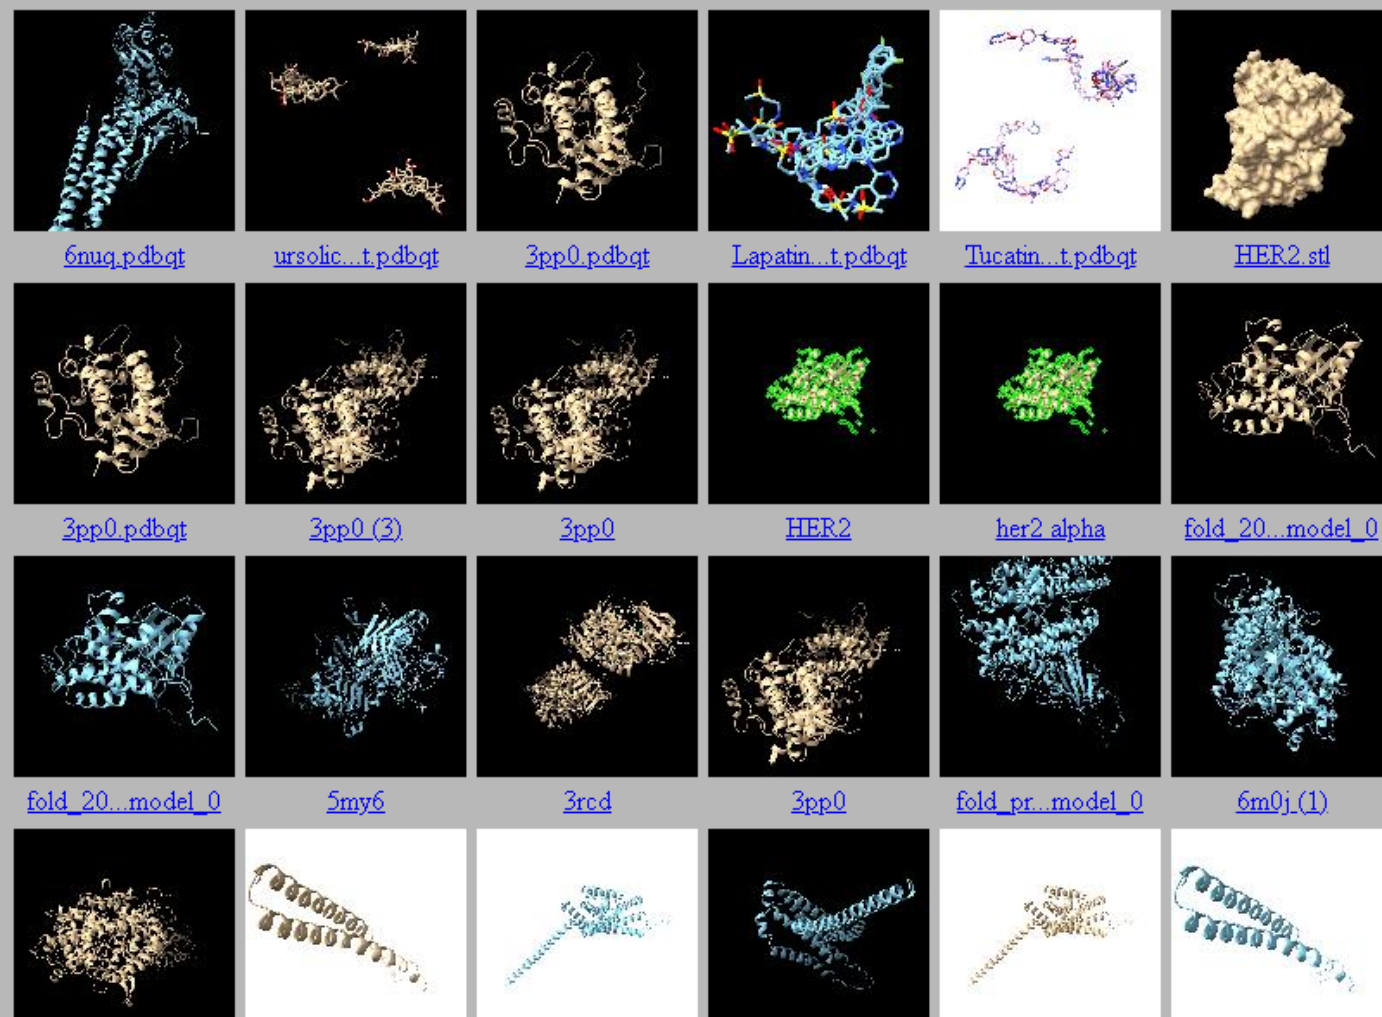 6nuq.pdbqt ursolic...t.pdbqt 3pp0.pdbqt Lapatin...t.pdbqt Tucatin...t.pdbqt HER2.stl
3pp0.pdbqt 3pp0 (3) 3pp0 HER2 her2 alpha fold_20...model_0
fold_20...model_0 5my6 3rcd 3pp0 fold_pr...model_0 6m0j (1)